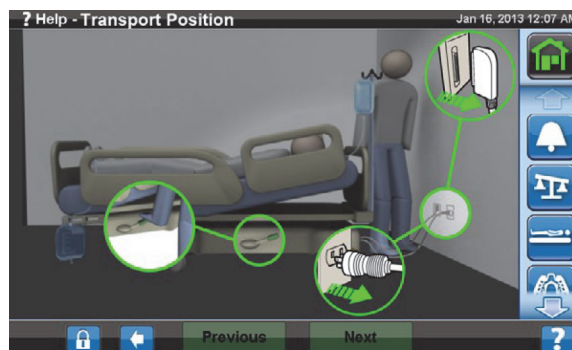 ? Help - Transport Position
Jan 16, 2013 12:07 AM
Previous
Next
?